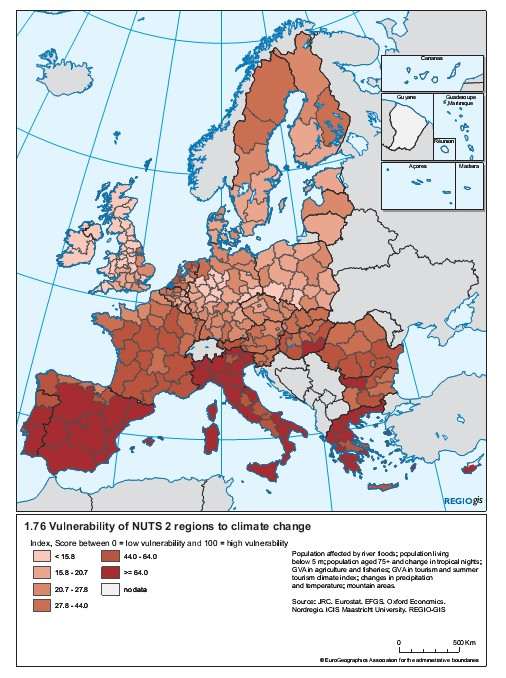 Canarias
Guyane
Guadeloupe
Martinique
Réunion
Açores
Madeira
REGIOgis
1.76 Vulnerability of NUTS 2 regions to climate change
Index, Score between 0 = low vulnerability and 100 = high vulnerability
< 15.8
15.8 - 20.7
20.7 - 27.8
27.8 - 44.0
44.0 - 64.0
>= 64.0
no data
Population affected by river foods; population living
below 5 m;population aged 75+ and change in tropical nights;
GVA in agriculture and fisheries; GVA in tourism and summer
tourism climate index; changes in precipitation
and temperature; mountain areas.
Source: JRC. Eurostat. EFGS. Oxford Economics.
Nordregio. ICIS Maastricht University. REGIO-GIS
0 500 Km
© EuroGeographics Association for the administrative boundaries